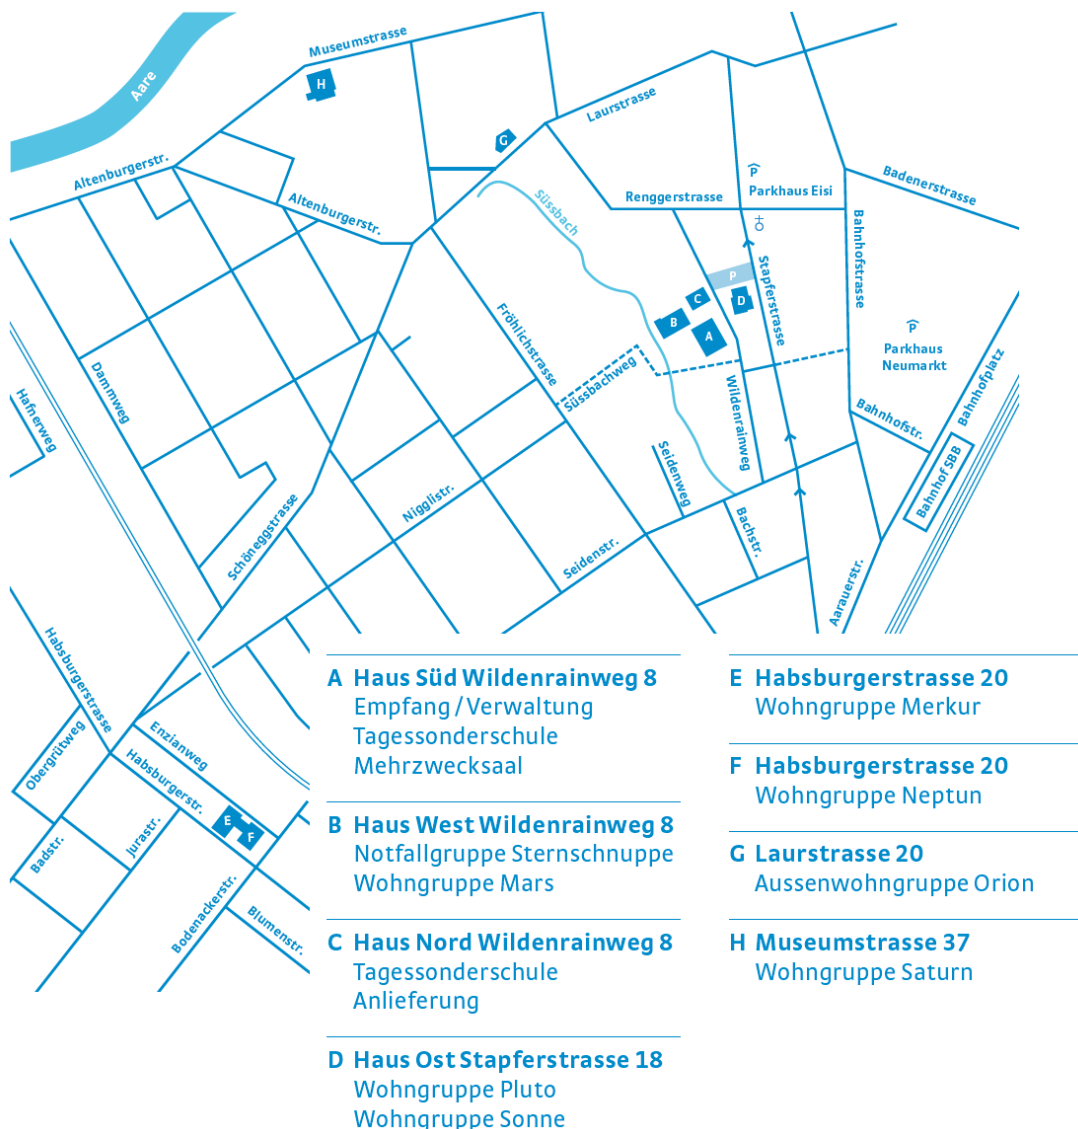 Museumstrasse
Aare
H
G
Laurstrasse
Altenburgerstr.
Altenburgerstr.
Süssbach
Renggerstrasse
P
Parkhaus Eisi
Badenerstrasse
Bahnhofstrasse
Stapferstrasse
P
C
D
B
A
P
Parkhaus
Neumarkt
Fröhlichstrasse
Süssbachweg
Wildenrainweg
Bahnhofplatz
Bahnhofstr.
Bahnhof SBB
Dammweg
Hafnerweg
Seidenweg
Nigglistr.
Schöneggstrasse
Bachstr.
Seidenstr.
Aarauerstr.
Habsburgerstrasse
Obergrütweg
Enzianweg
Habsburgerstr.
E
F
Badstr.
Jurastr.
Bodenackerstr.
Blumenstr.
A Haus Süd Wildenrainweg 8
Empfang / Verwaltung
Tagessonderschule
Mehrzwecksaal
B Haus West Wildenrainweg 8
Notfallgruppe Sternschnuppe
Wohngruppe Mars
C Haus Nord Wildenrainweg 8
Tagessonderschule
Anlieferung
D Haus Ost Stapferstrasse 18
Wohngruppe Pluto
Wohngruppe Sonne
E Habsburgerstrasse 20
Wohngruppe Merkur
F Habsburgerstrasse 20
Wohngruppe Neptun
G Laurstrasse 20
Aussenwohngruppe Orion
H Museumstrasse 37
Wohngruppe Saturn